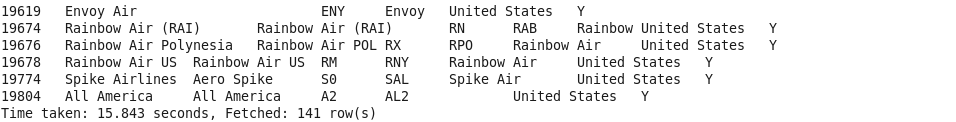 19619 Envoy Air ENY Envoy United States Y
19674 Rainbow Air (RAI) Rainbow Air (RAI) RN RAB Rainbow United States Y
19676 Rainbow Air Polynesia Rainbow Air POL RX RPO Rainbow Air United States Y
19678 Rainbow Air US Rainbow Air US RM RNY Rainbow Air United States Y
19774 Spike Airlines Aero Spike S0 SAL Spike Air United States Y
19804 All America All America A2 AL2 United States Y
Time taken: 15.843 seconds, Fetched: 141 row(s)